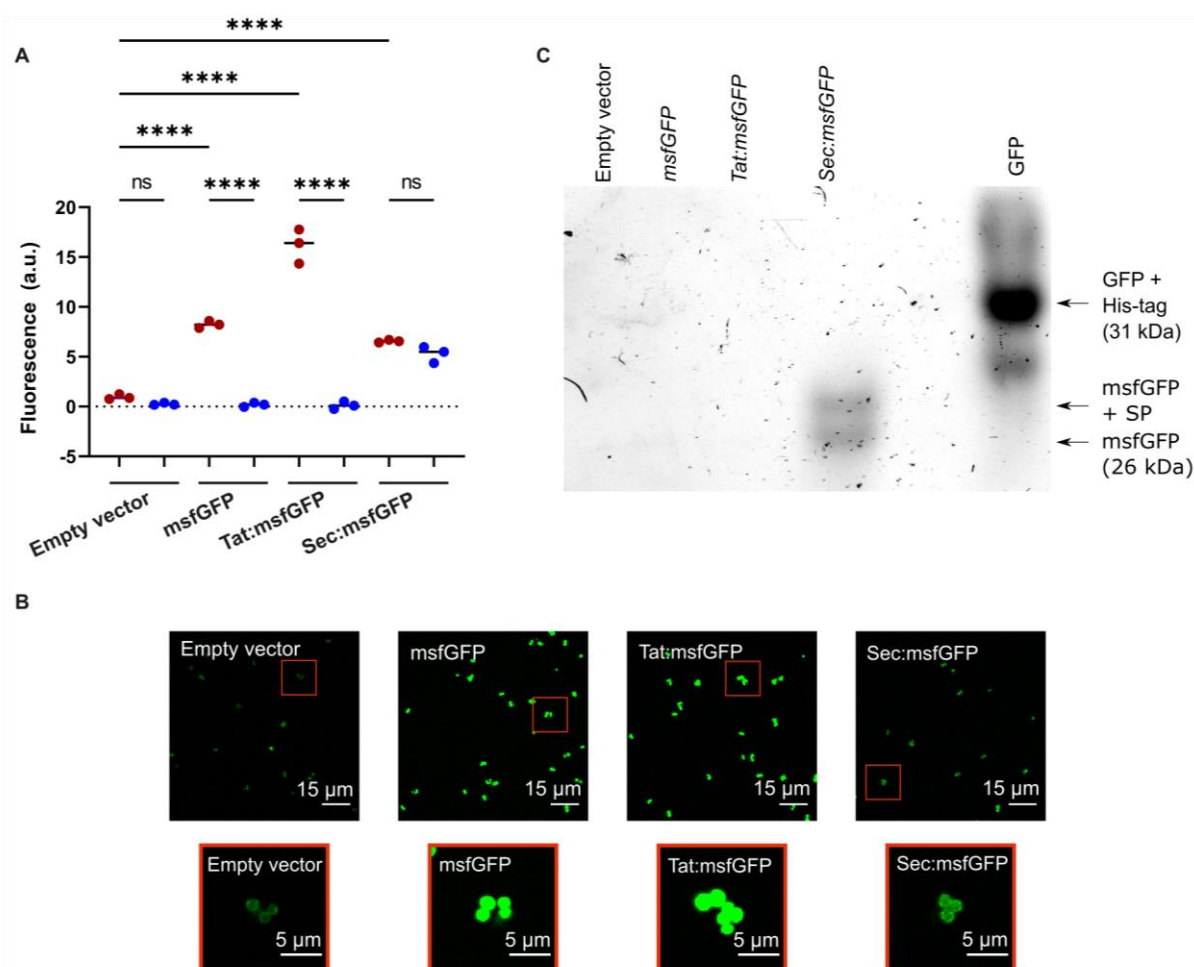 A
****
****
****
ns
****
****
ns
20
15
10
5
0
-5
Fluorescence (a.u.)
Empty vector
msfGFP
Tat:msfGFP
Sec:msfGFP
C
Empty vector
msfGFP
Tat:msfGFP
Sec:msfGFP
GFP
GFP +
His-tag
(31 kDa)
msfGFP
+ SP
msfGFP
(26 kDa)
B
Empty vector
15 μm
msfGFP
15 μm
Tat:msfGFP
15 μm
Sec:msfGFP
15 μm
Empty vector
5 μm
msfGFP
5 μm
Tat:msfGFP
5 μm
Sec:msfGFP
5 μm